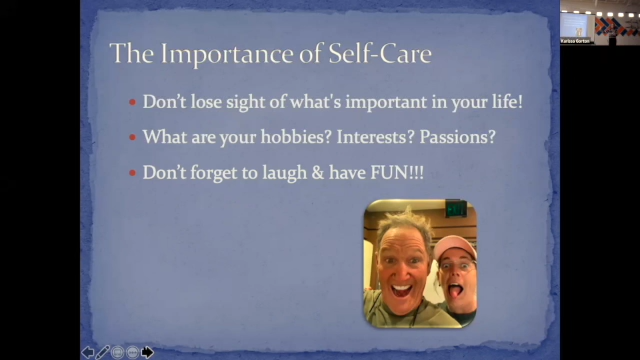 The Importance of Self-Care
Don't lose sight of what's important in your life!
What are your hobbies? Interests? Passions?
Don't forget to laugh & have FUN!!!